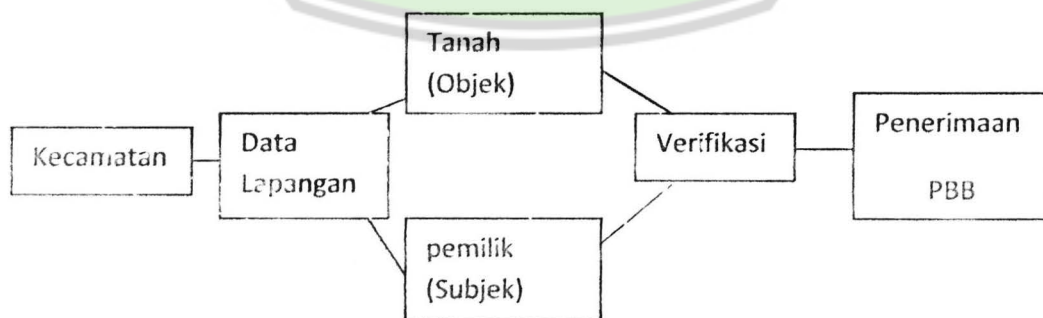 Kecamatan
Data
Lapangan
Tanah
(Objek)
pemilik
(Subjek)
Verifikasi
Penerimaan
PBB